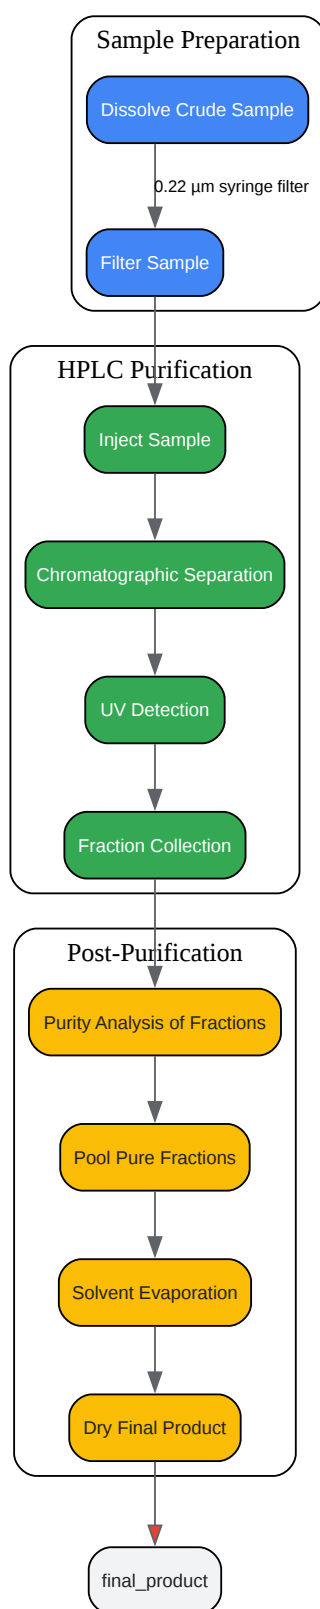 Sample Preparation
Dissolve Crude Sample
0.22 µm syringe filter
Filter Sample
HPLC Purification
Inject Sample
Chromatographic Separation
UV Detection
Fraction Collection
Post-Purification
Purity Analysis of Fractions
Pool Pure Fractions
Solvent Evaporation
Dry Final Product
final_product